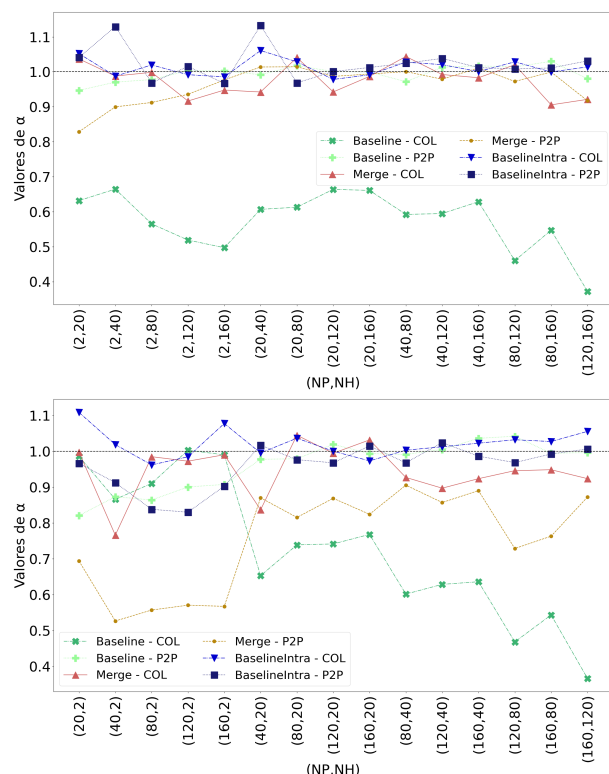 1.1
1.0
0.9
0.8
0.7
0.6
0.5
0.4
Valores de α
Baseline - COL
Baseline - P2P
Merge - COL
Merge - P2P
BaselineIntra - COL
BaselineIntra - P2P
(2,20)
(2,40)
(2,80)
(2,120)
(2,160)
(20,40)
(20,80)
(20,120)
(20,160)
(40,80)
(40,120)
(40,160)
(80,120)
(80,160)
(120,160)
(NP,NH)
1.1
1.0
0.9
0.8
0.7
0.6
0.5
0.4
Valores de α
Baseline - COL
Baseline - P2P
Merge - COL
Merge - P2P
BaselineIntra - COL
BaselineIntra - P2P
(20,2)
(40,2)
(80,2)
(120,2)
(160,2)
(40,20)
(80,20)
(120,20)
(160,20)
(80,40)
(120,40)
(160,40)
(120,80)
(160,80)
(160,120)
(NP,NH)